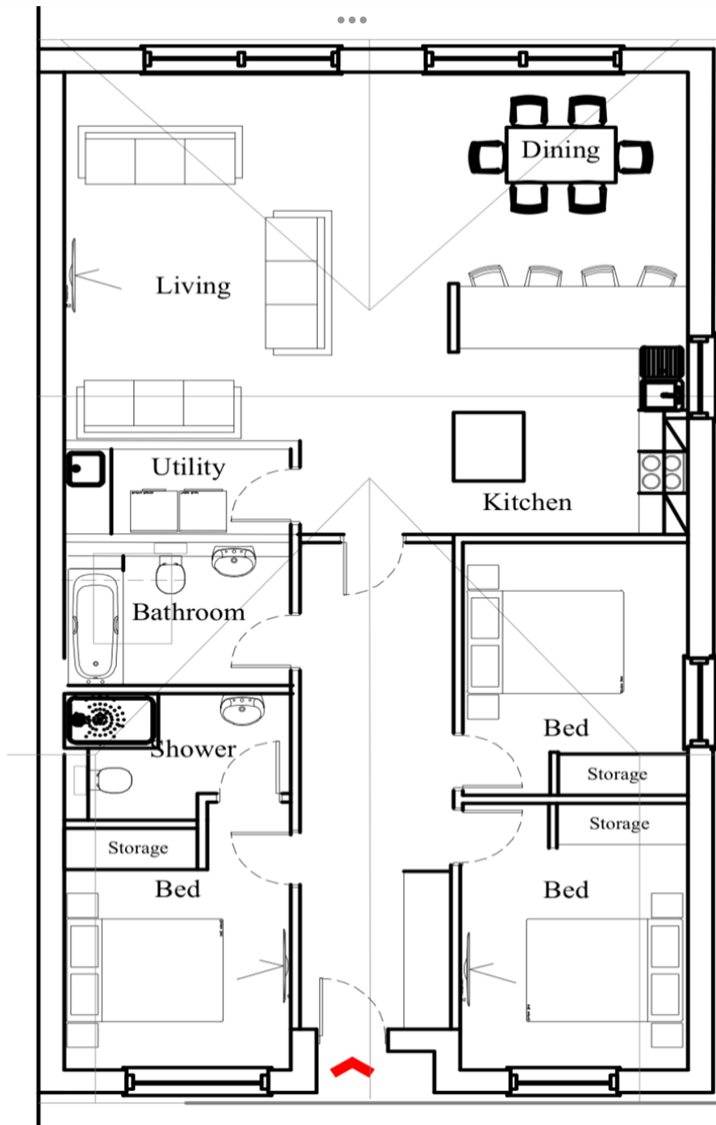 Dining
Living
Utility
Kitchen
Bathroom
Bed
Shower
Storage
Storage
Storage
Bed
Bed